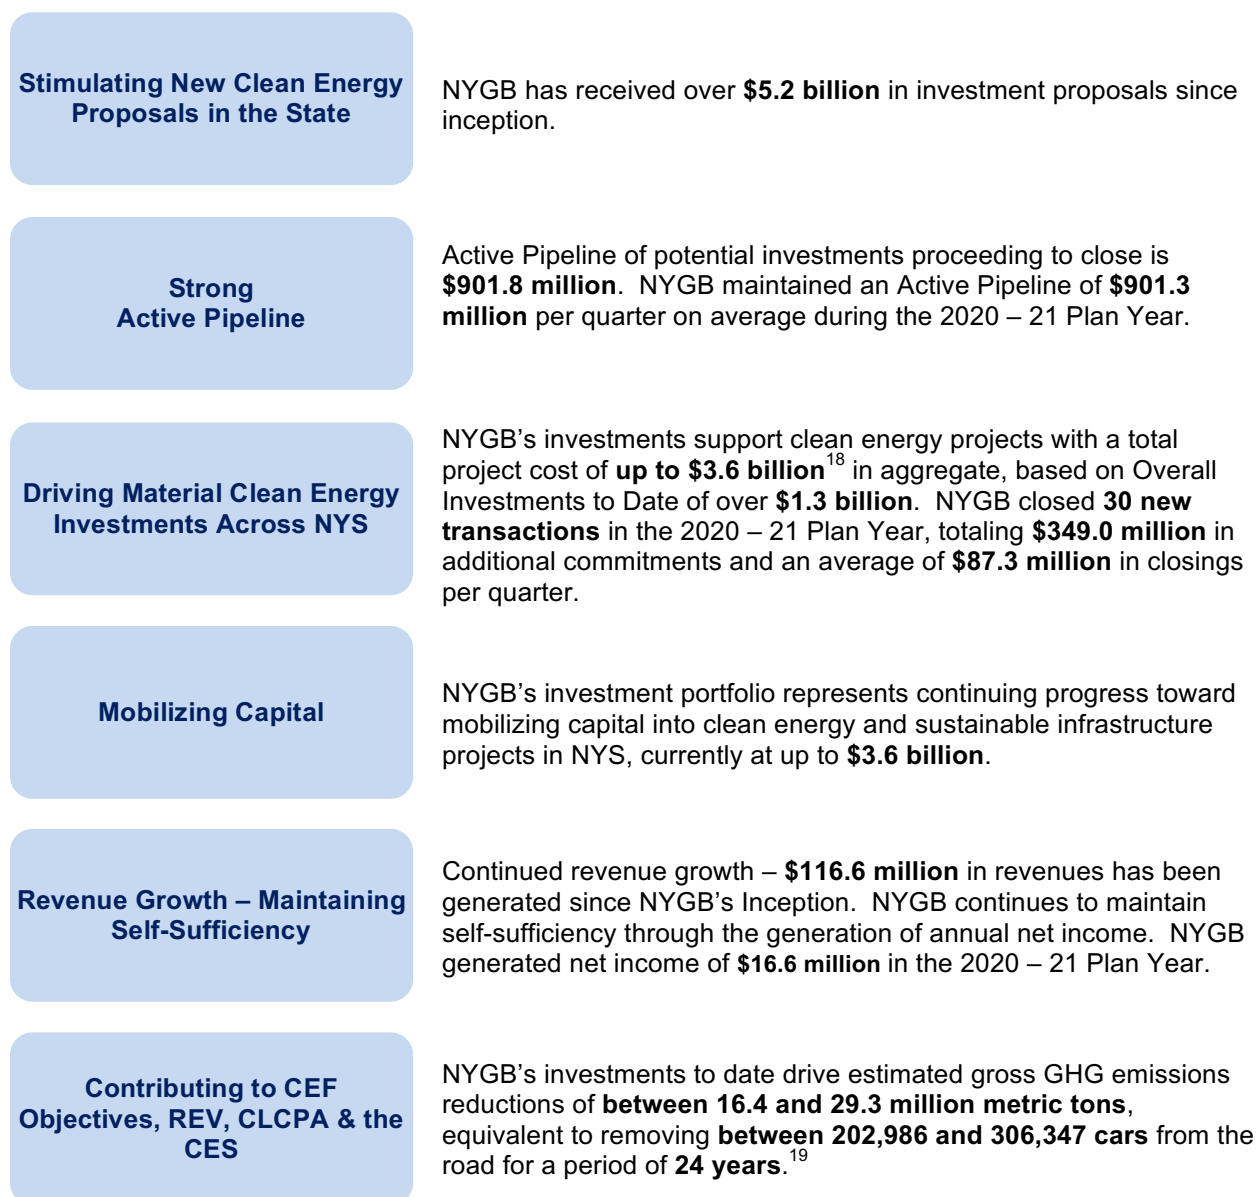 Stimulating New Clean Energy
Proposals in the State
NYGB has received over $5.2 billion in investment proposals since
inception.
Strong
Active Pipeline
Active Pipeline of potential investments proceeding to close is
$901.8 million.  NYGB maintained an Active Pipeline of $901.3
million per quarter on average during the 2020 – 21 Plan Year.
Driving Material Clean Energy
Investments Across NYS
NYGB’s investments support clean energy projects with a total
project cost of up to $3.6 billion18 in aggregate, based on Overall
Investments to Date of over $1.3 billion.  NYGB closed 30 new
transactions in the 2020 – 21 Plan Year, totaling $349.0 million in
additional commitments and an average of $87.3 million in closings
per quarter.
Mobilizing Capital
NYGB’s investment portfolio represents continuing progress toward
mobilizing capital into clean energy and sustainable infrastructure
projects in NYS, currently at up to $3.6 billion.
Revenue Growth – Maintaining
Self-Sufficiency
Continued revenue growth – $116.6 million in revenues has been
generated since NYGB’s Inception.  NYGB continues to maintain
self-sufficiency through the generation of annual net income.  NYGB
generated net income of $16.6 million in the 2020 – 21 Plan Year.
Contributing to CEF
Objectives, REV, CLCPA & the
CES
NYGB’s investments to date drive estimated gross GHG emissions
reductions of between 16.4 and 29.3 million metric tons,
equivalent to removing between 202,986 and 306,347 cars from the
road for a period of 24 years.19